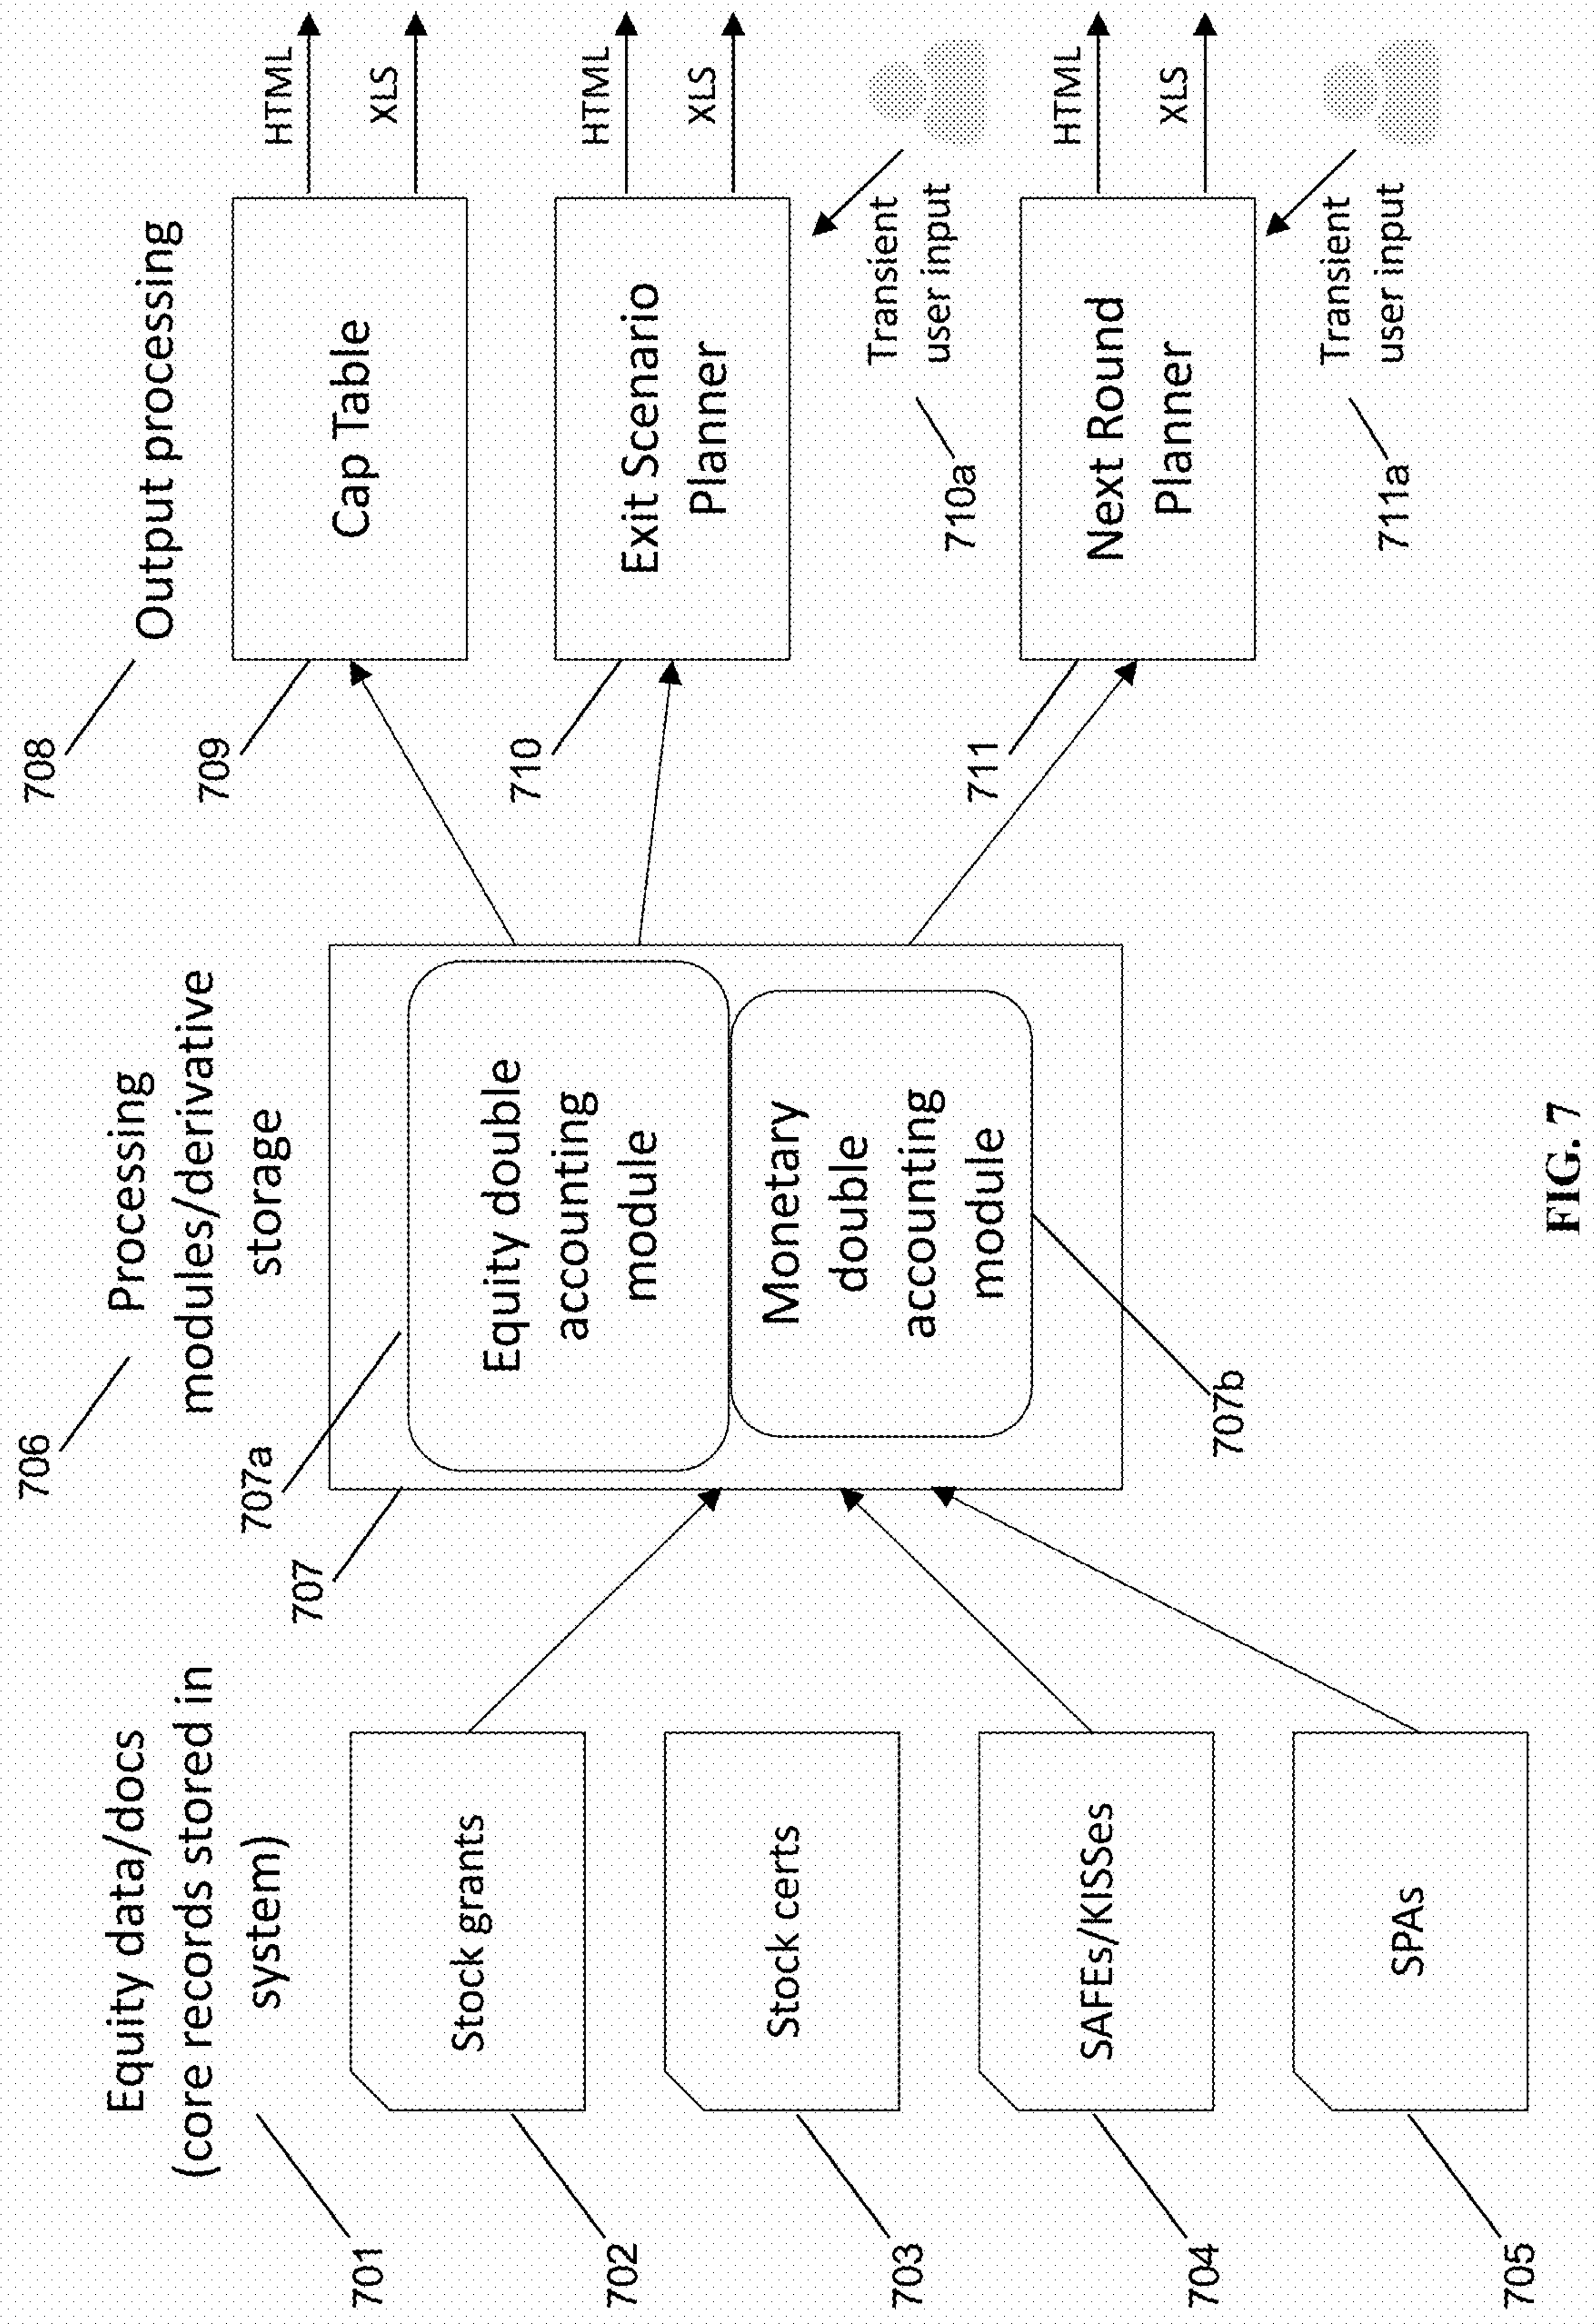 701
Equity data/docs
(core records stored in
system)
702
Stock grants
703
Stock certs
704
SAFEs/KISSes
705
SPAs
706
Processing
modules/derivative
storage
707
707a
Equity double
accounting
module
Monetary
double
accounting
module
707b
708
Output processing
709
Cap Table
HTML
XLS
710
Exit Scenario
Planner
HTML
XLS
710a
Transient
user input
711
Next Round
Planner
HTML
XLS
711a
Transient
user input
FIG. 7